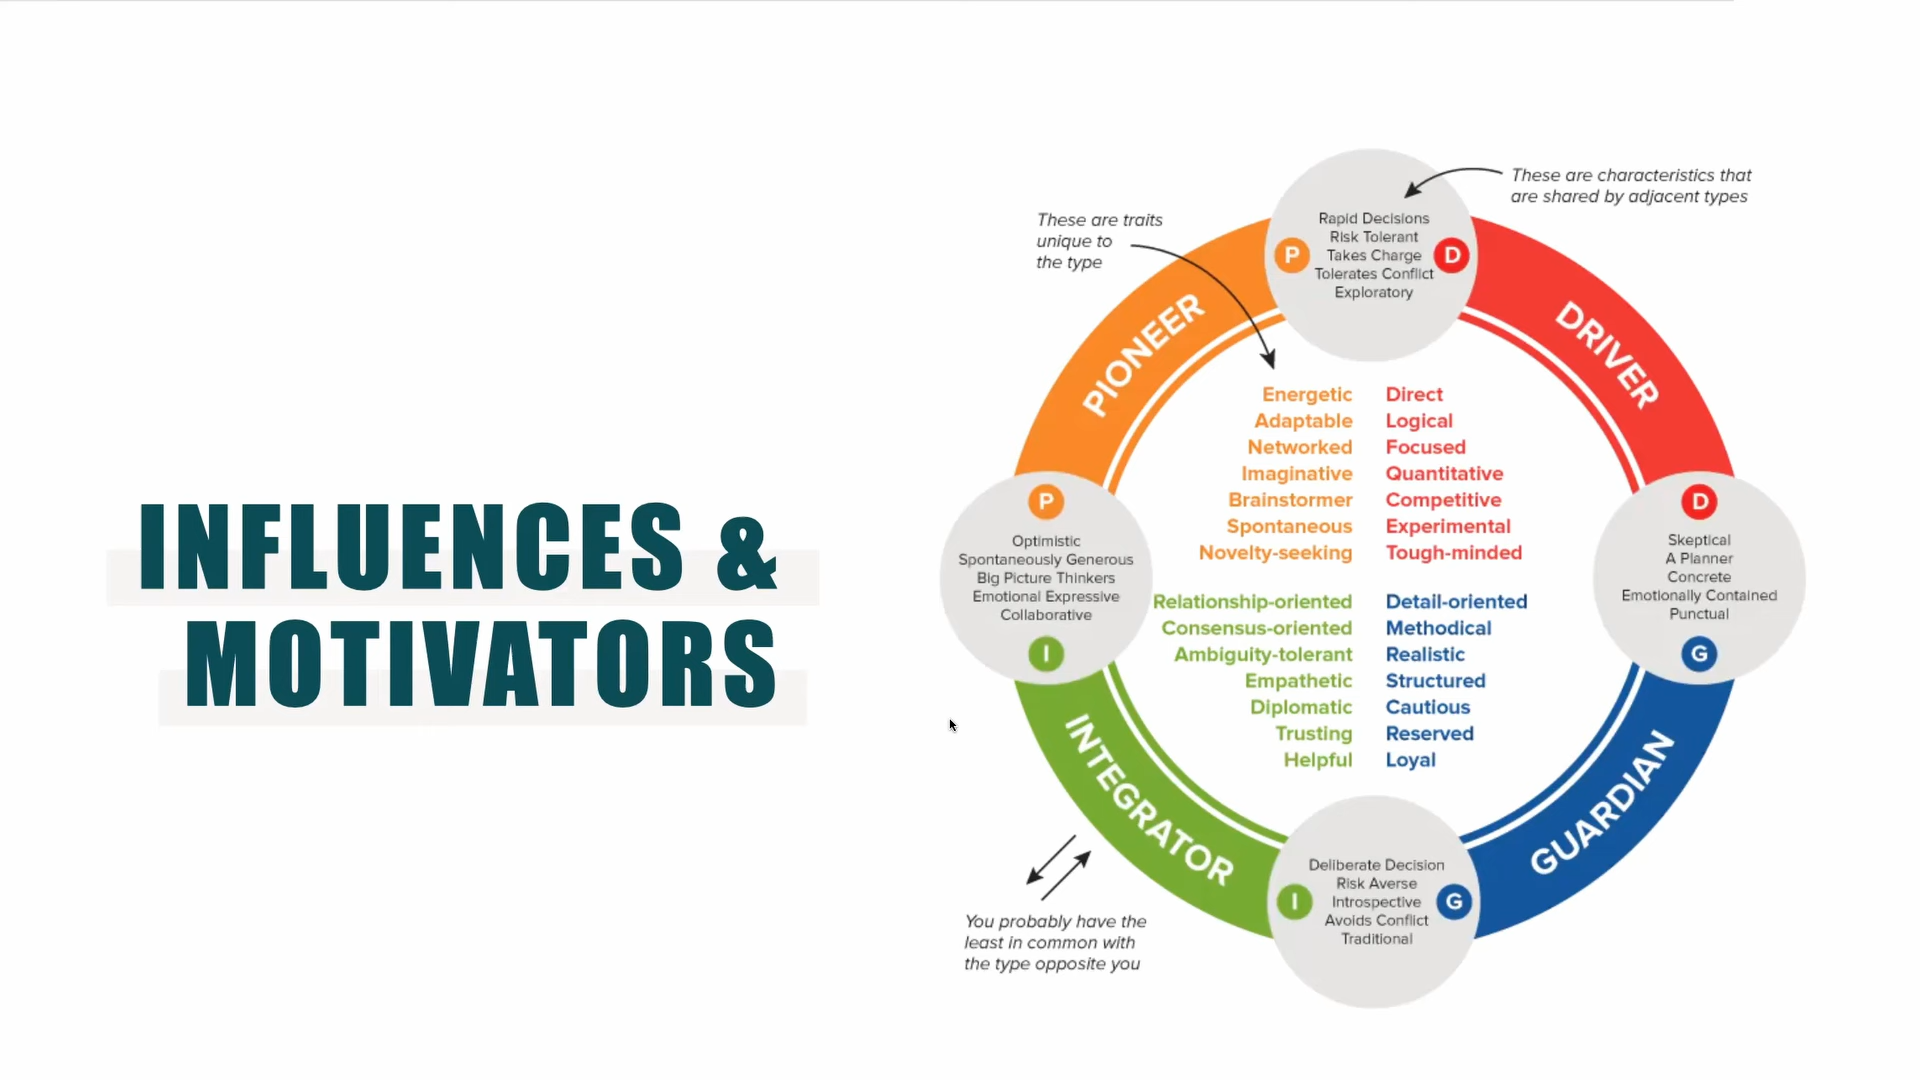 INFLUENCES &
MOTIVATORS
These are characteristics that
are shared by adjacent types
These are traits
unique to
the type
Rapid Decisions
Risk Tolerant
Takes Charge
Tolerates Conflict
Exploratory
P
D
PIONEER
DRIVER
Energetic
Adaptable
Networked
Imaginative
Brainstormer
Spontaneous
Novelty-seeking
Direct
Logical
Focused
Quantitative
Competitive
Experimental
Tough-minded
P
Optimistic
Spontaneously Generous
Big Picture Thinkers
Emotional Expressive
Collaborative
I
D
Skeptical
A Planner
Concrete
Emotionally Contained
Punctual
G
Relationship-oriented
Consensus-oriented
Ambiguity-tolerant
Empathetic
Diplomatic
Trusting
Helpful
Detail-oriented
Methodical
Realistic
Structured
Cautious
Reserved
Loyal
INTEGRATOR
GUARDIAN
Deliberate Decision
Risk Averse
Introspective
Avoids Conflict
Traditional
I
G
You probably have the
least in common with
the type opposite you